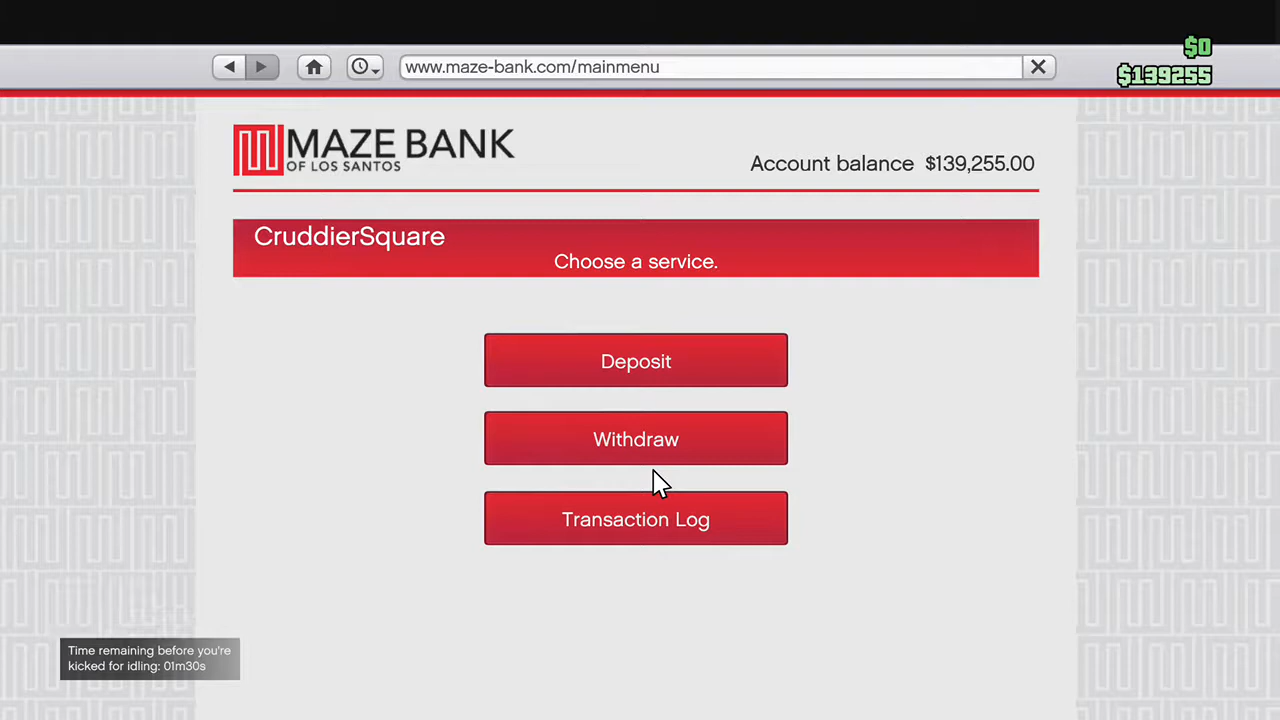 $0
www.maze-bank.com/mainmenu
$139255
MAZE BANK
OF LOS SANTOS
Account balance $139,255.00
CruddierSquare
Choose a service.
Deposit
Withdraw
Transaction Log
Time remaining before you're
kicked for idling: 01m30s